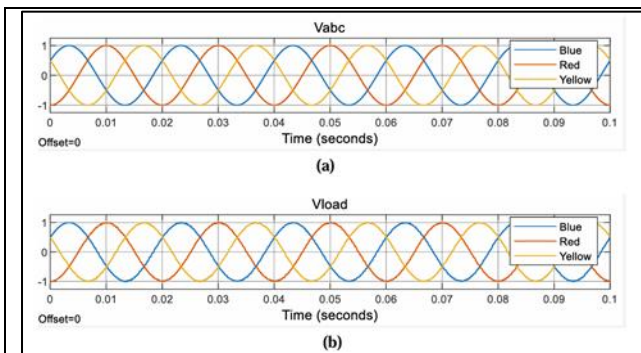 Vabc
1
0
-1
Blue
Red
Yellow
0 0.01 0.02 0.03 0.04 0.05 0.06 0.07 0.08 0.09 0.1
Time (seconds)
Offset=0
(a)
Vload
1
0
-1
Blue
Red
Yellow
0 0.01 0.02 0.03 0.04 0.05 0.06 0.07 0.08 0.09 0.1
Time (seconds)
Offset=0
(b)